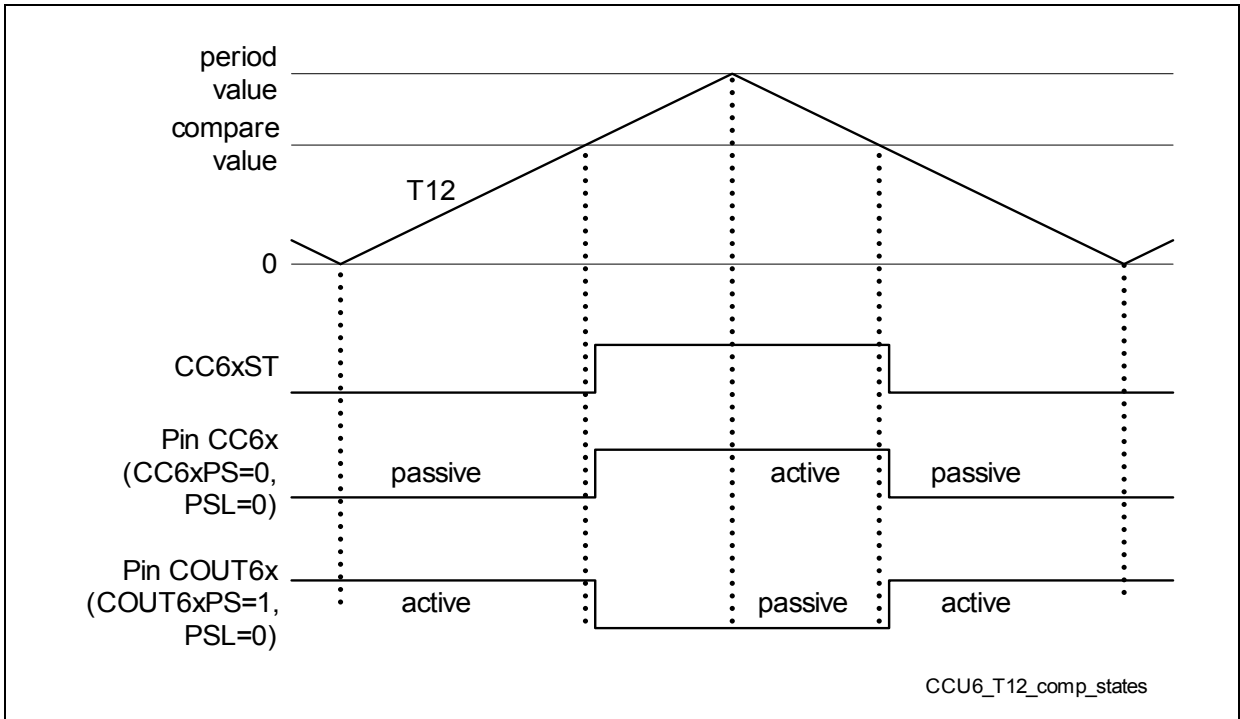 period
value
compare
value
T12
0
CC6xST
Pin CC6x
(CC6xPS=0,
PSL=0)
passive
active
passive
Pin COUT6x
(COUT6xPS=1,
PSL=0)
active
passive
active
CCU6_T12_comp_states